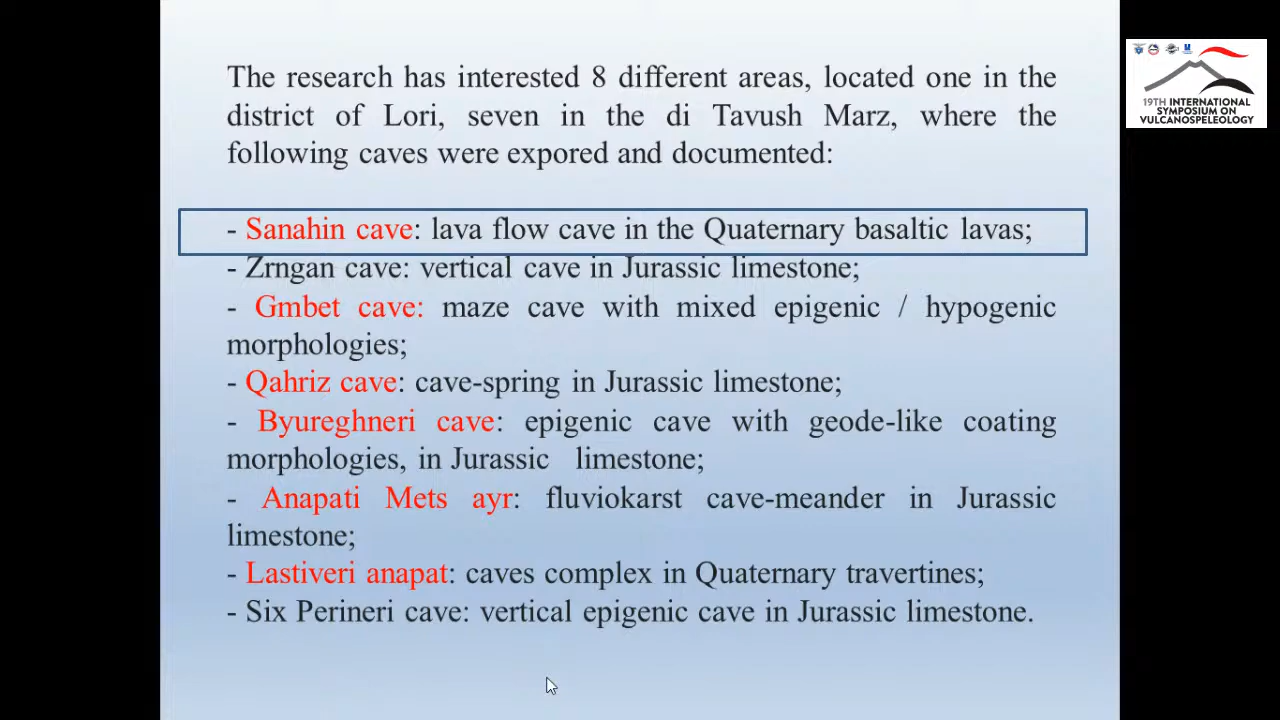 The research has interested 8 different areas, located one in the
district of Lori, seven in the di Tavush Marz, where the
following caves were expored and documented:
- Sanahin cave: lava flow cave in the Quaternary basaltic lavas;
- Zrngan cave: vertical cave in Jurassic limestone;
- Gmbet cave: maze cave with mixed epigenic / hypogenic
morphologies;
- Qahriz cave: cave-spring in Jurassic limestone;
- Byureghneri cave: epigenic cave with geode-like coating
morphologies, in Jurassic limestone;
- Anapati Mets ayr: fluviokarst cave-meander in Jurassic
limestone;
- Lastiveri anapat: caves complex in Quaternary travertines;
- Six Perineri cave: vertical epigenic cave in Jurassic limestone.
19TH INTERNATIONAL
SYMPOSIUM ON
VULCANOSPELEOLOGY